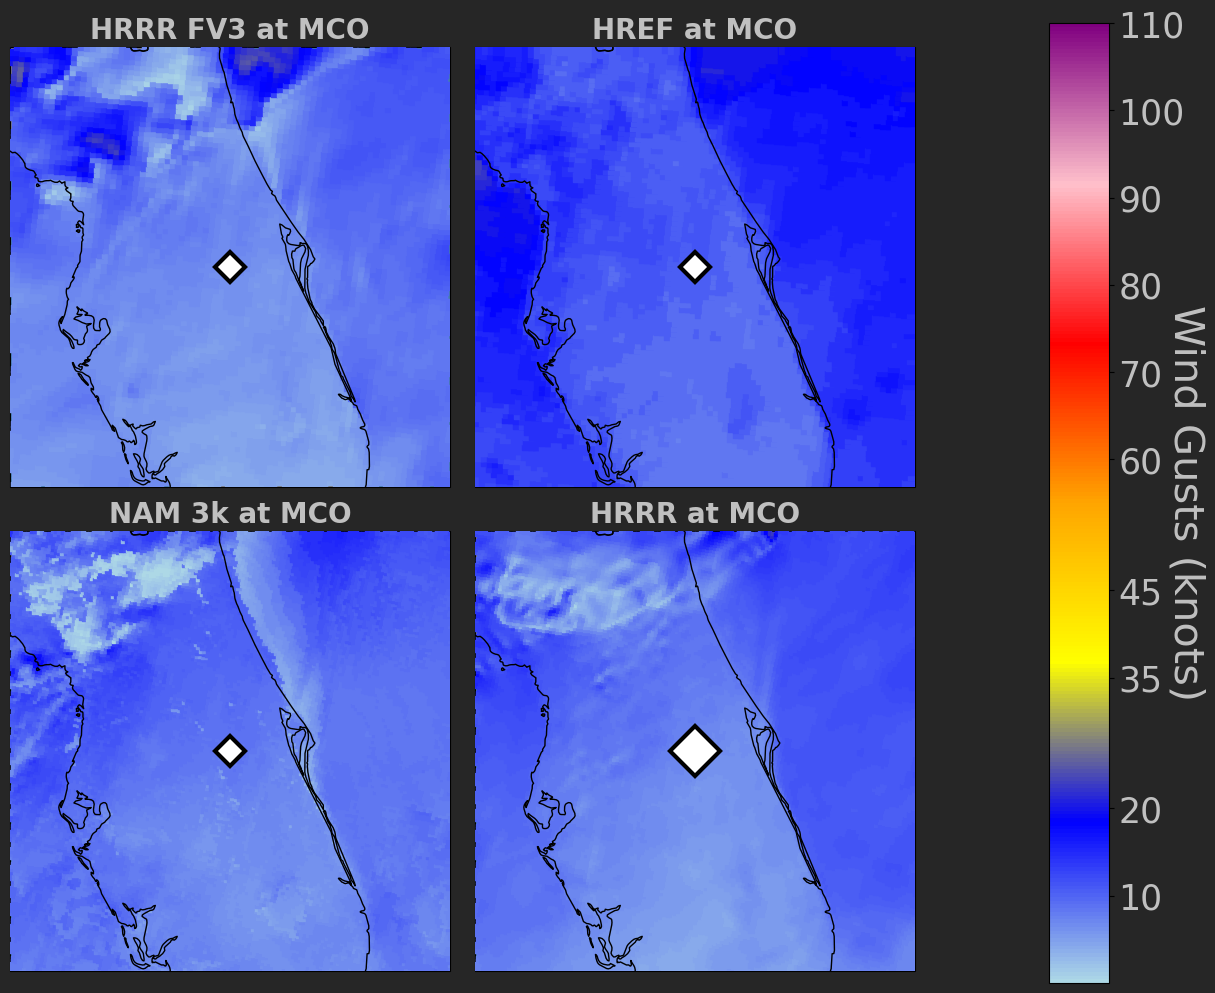 HRRR FV3 at MCO
HREF at MCO
NAM 3k at MCO
HRRR at MCO
110
100
90
80
70
60
45
35
20
10
Wind Gusts (knots)